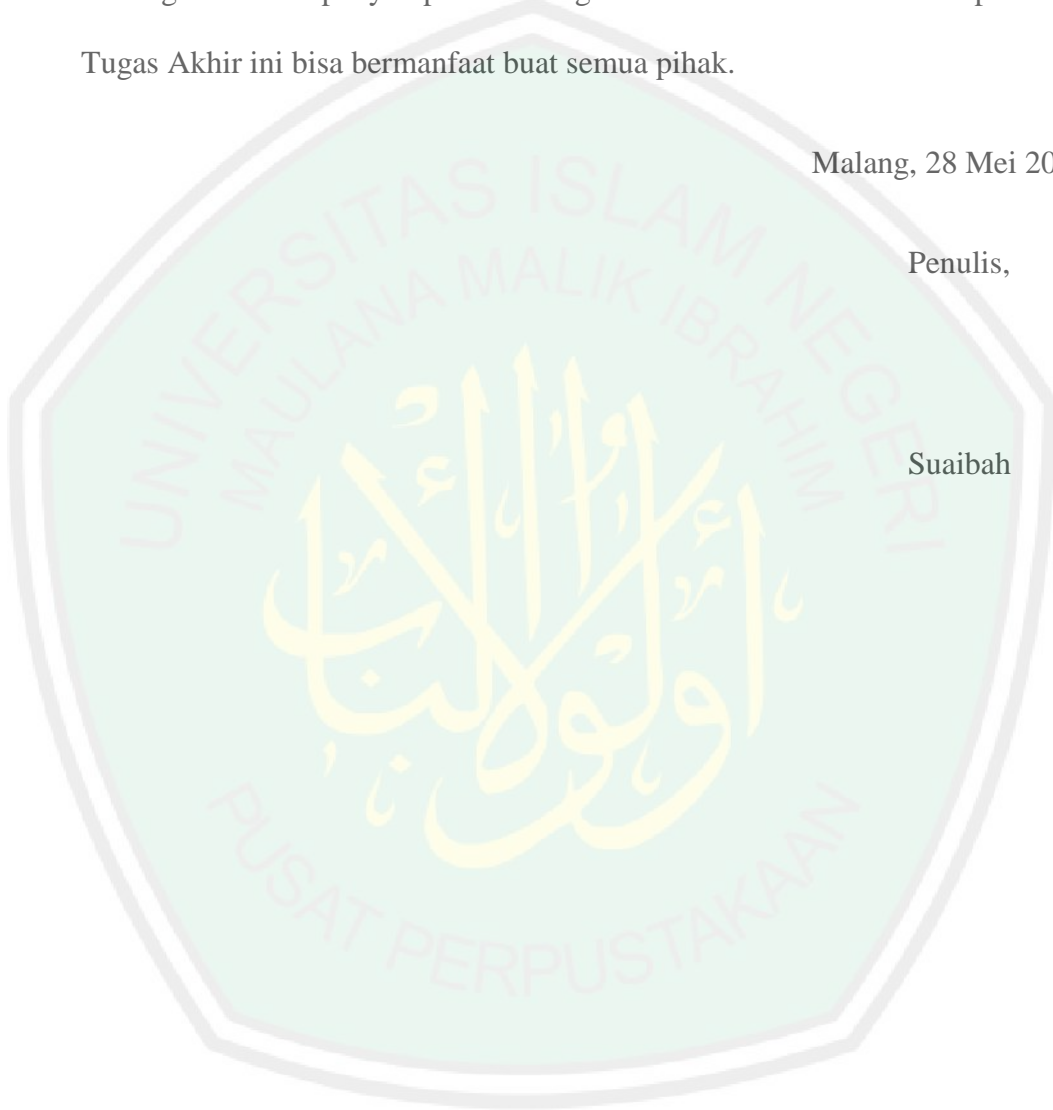 Tugas Akhir ini bisa bermanfaat buat semua pihak.
Malang, 28 Mei 20
Penulis,
Suaibah
UNIVERSITAS ISLAM NEGERI
MAULANA MALIK IBRAHIM
PUSAT PERPUSTAKAAN